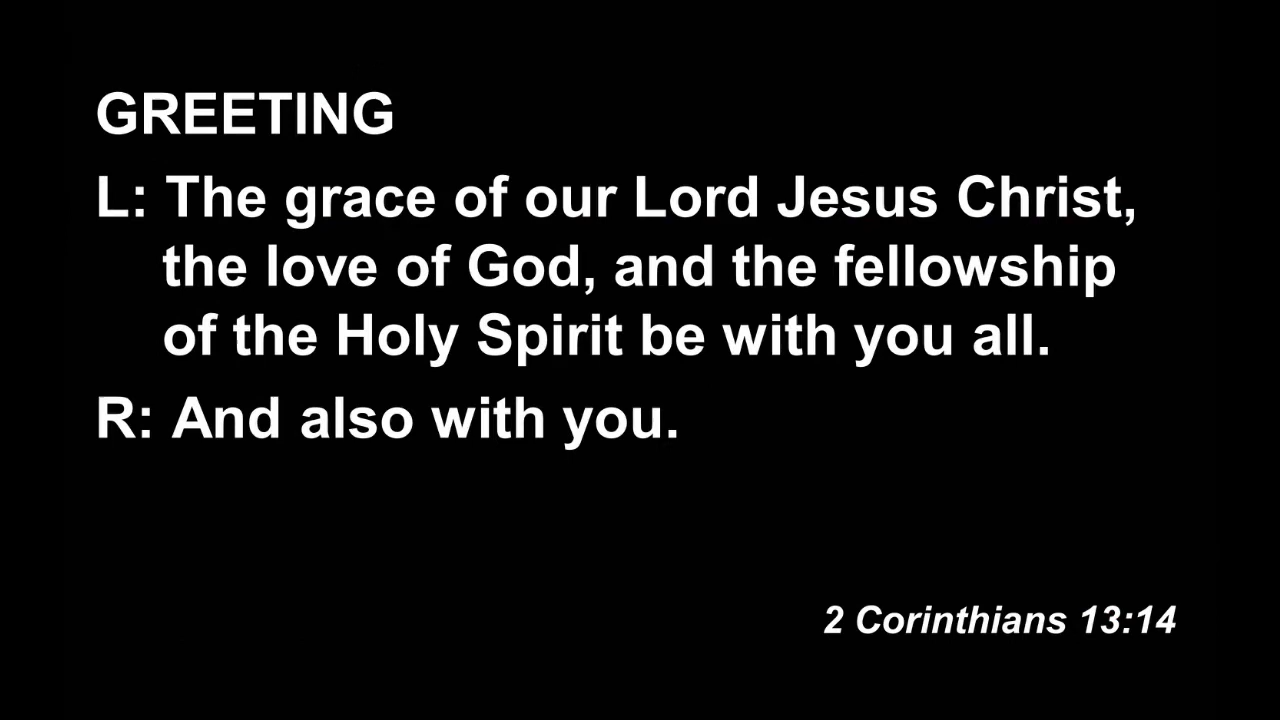 GREETING
L: The grace of our Lord Jesus Christ,
the love of God, and the fellowship
of the Holy Spirit be with you all.
R: And also with you.
2 Corinthians 13:14